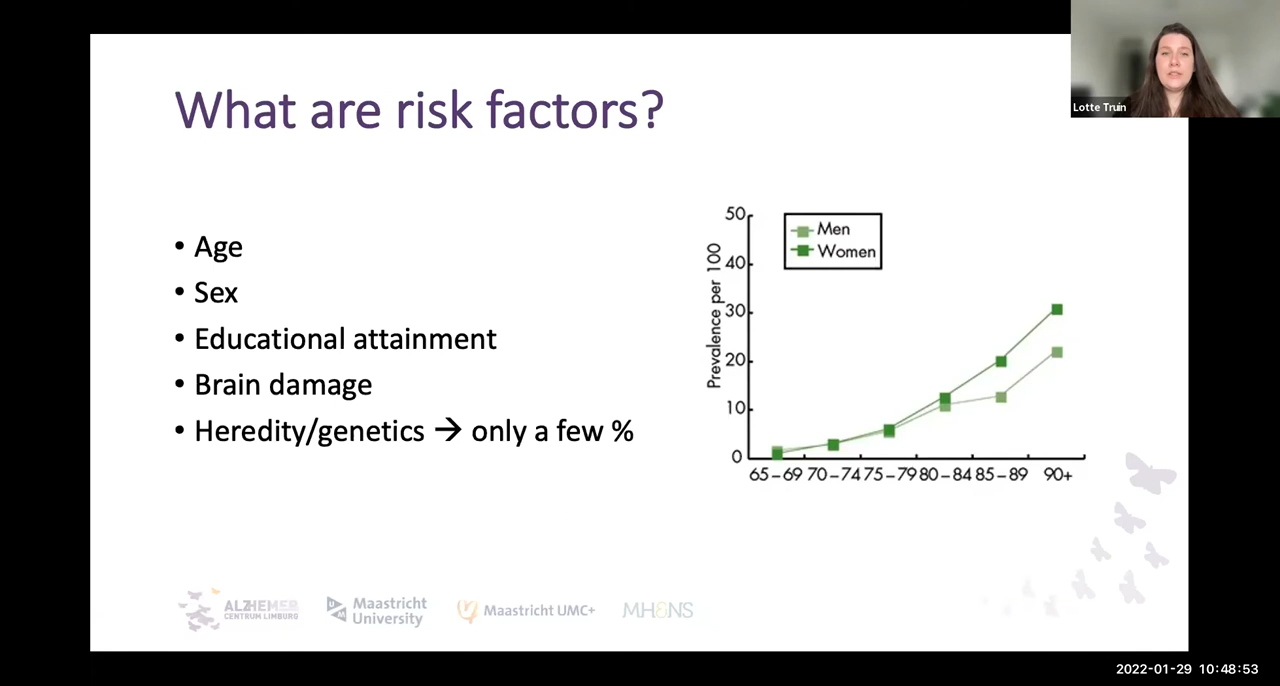 Lotte Truin
What are risk factors?
• Age
• Sex
• Educational attainment
• Brain damage
• Heredity/genetics → only a few %
Prevalence per 100
50
40
30
20
10
0
Men
Women
65 – 69 70 – 74 75 – 79 80 – 84 85 – 89 90+
ALZHEIMER
CENTRUM LIMBURG
UM
Maastricht
University
Maastricht UMC+
MHeNS
2022-01-29 10:48:53